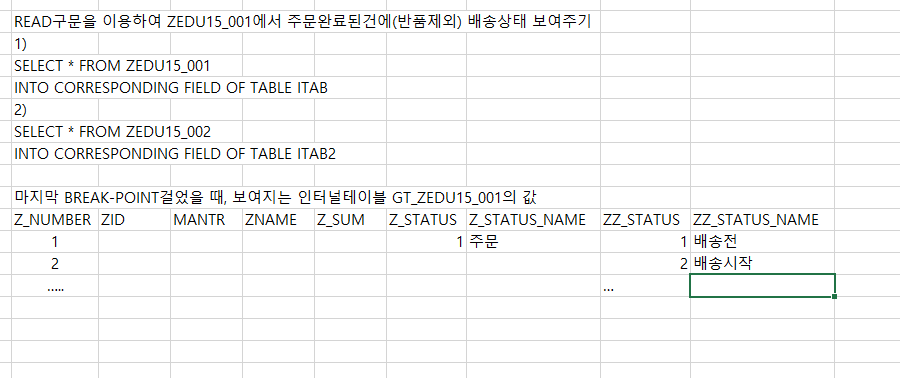 READ구문을 이용하여 ZEDU15_001에서 주문완료된건에(반품제외) 배송상태 보여주기
1)
SELECT * FROM ZEDU15_001
INTO CORRESPONDING FIELD OF TABLE ITAB
2)
SELECT * FROM ZEDU15_002
INTO CORRESPONDING FIELD OF TABLE ITAB2
마지막 BREAK-POINT걸었을 때, 보여지는 인터널테이블 GT_ZEDU15_001의 값
Z_NUMBER ZID MANTR ZNAME Z_SUM Z_STATUS Z_STATUS_NAME ZZ_STATUS ZZ_STATUS_NAME
1 1 주문 1 배송전
2 2 배송시작
..... ...